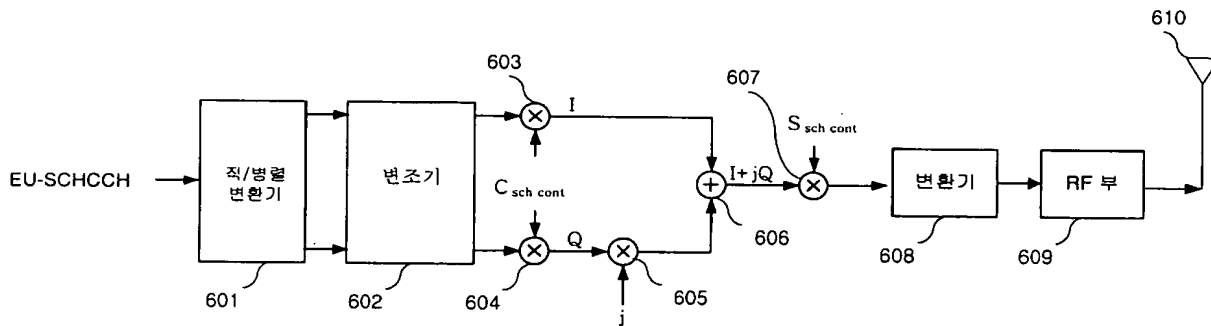 610
603
I
607
S sch cont
EU-SCHCCH
직/병렬
변환기
변조기
C sch cont
I+ jQ
변환기
RF 부
606
608
609
Q
601
602
604
605
j